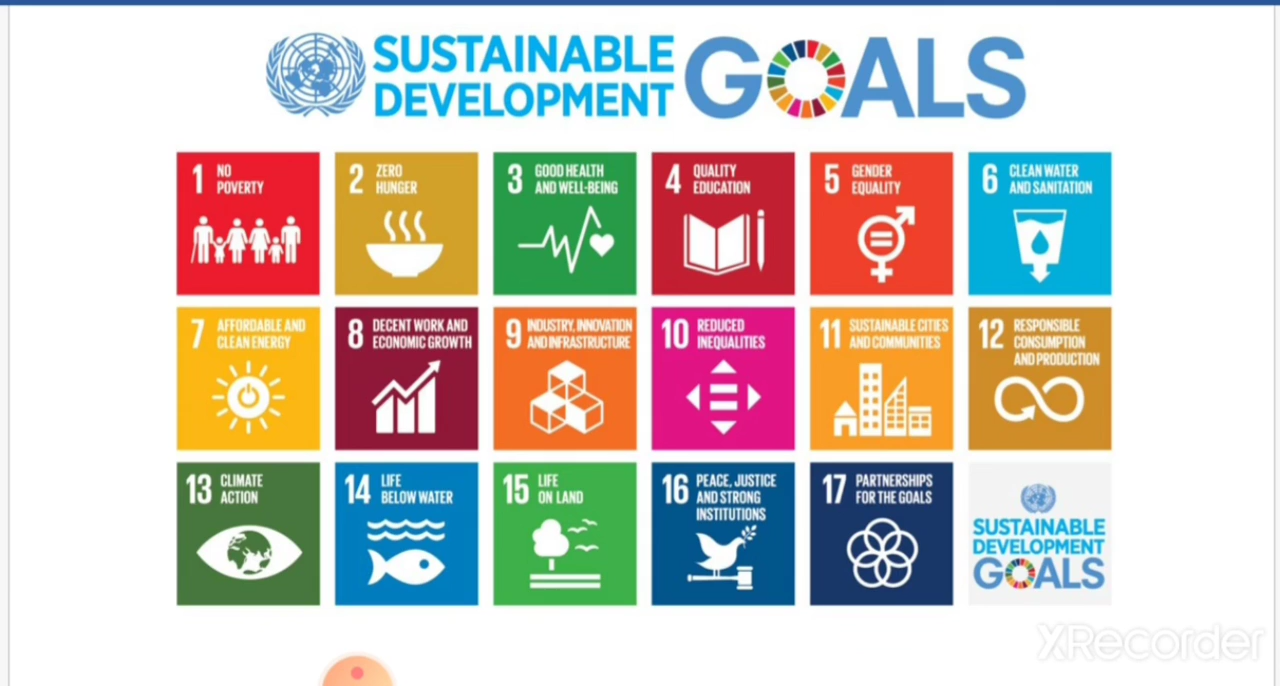 SUSTAINABLE
DEVELOPMENT
GOALS
1 NO
POVERTY
2 ZERO
HUNGER
3 GOOD HEALTH
AND WELL-BEING
4 QUALITY
EDUCATION
5 GENDER
EQUALITY
6 CLEAN WATER
AND SANITATION
7 AFFORDABLE AND
CLEAN ENERGY
8 DECENT WORK AND
ECONOMIC GROWTH
9 INDUSTRY, INNOVATION
AND INFRASTRUCTURE
10 REDUCED
INEQUALITIES
11 SUSTAINABLE CITIES
AND COMMUNITIES
12 RESPONSIBLE
CONSUMPTION
AND PRODUCTION
13 CLIMATE
ACTION
14 LIFE
BELOW WATER
15 LIFE
ON LAND
16 PEACE, JUSTICE
AND STRONG
INSTITUTIONS
17 PARTNERSHIPS
FOR THE GOALS
SUSTAINABLE
DEVELOPMENT
GOALS
XRecorder